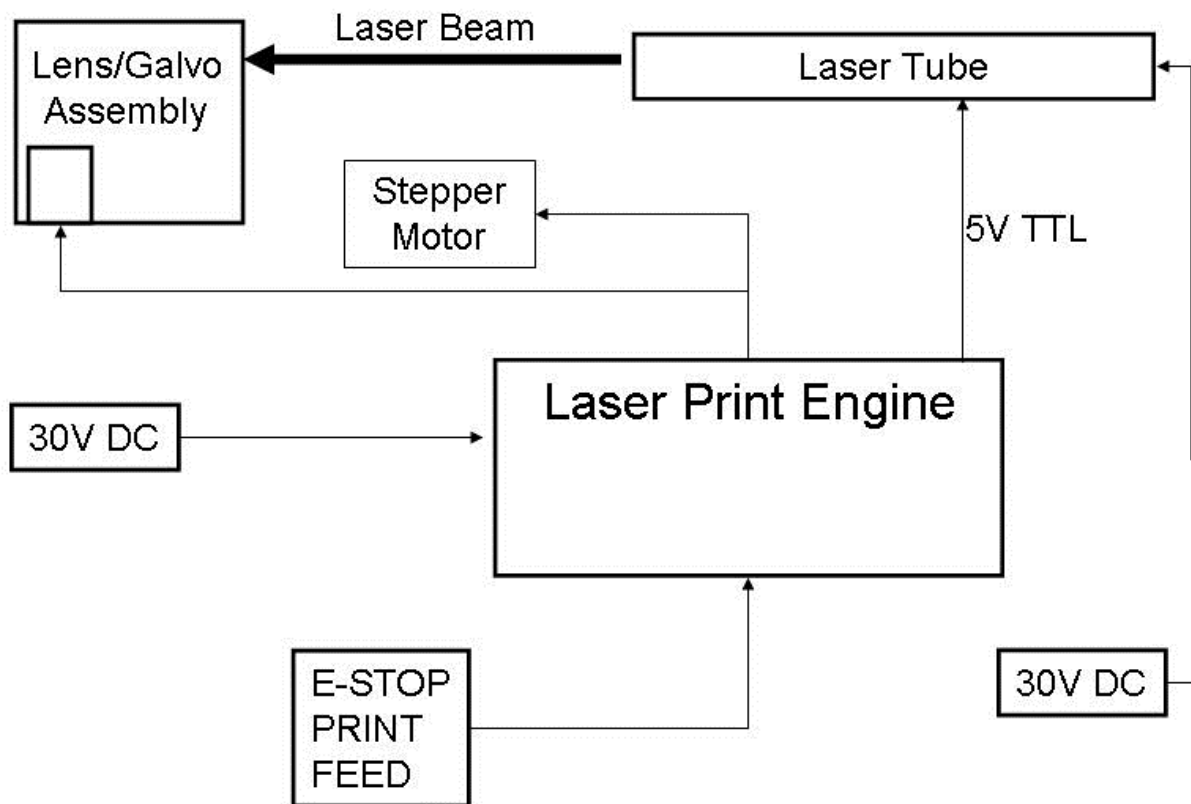 Laser Beam
Lens/Galvo
Assembly
Laser Tube
Stepper
Motor
5V TTL
Laser Print Engine
30V DC
E-STOP
PRINT
FEED
30V DC